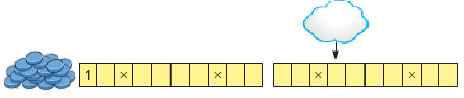 1 × × × ×